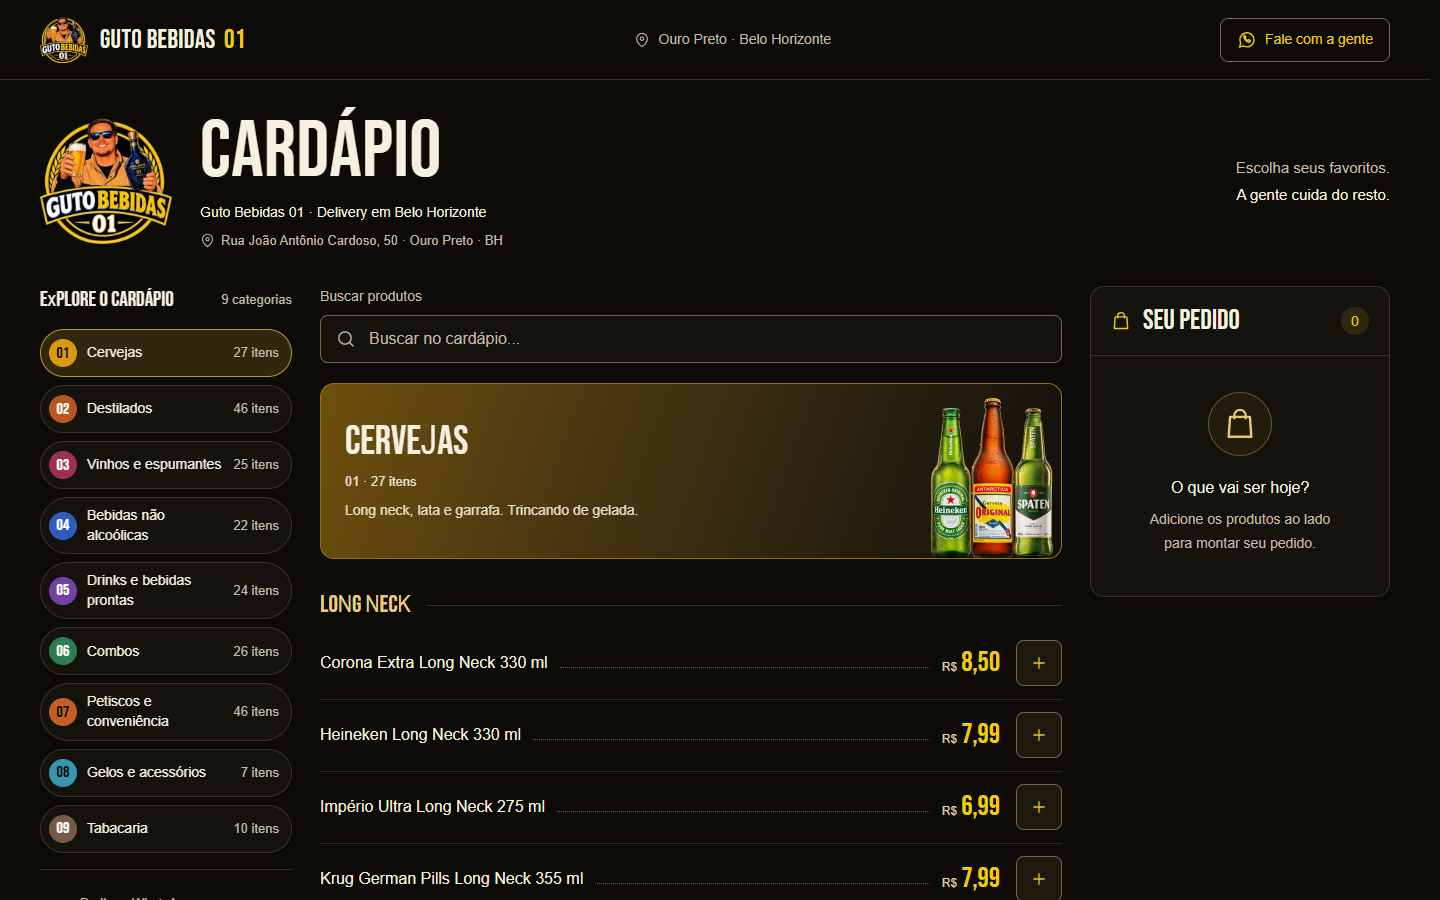 GUTO BEBIDAS 01
GUTO BEBIDAS 01
Ouro Preto · Belo Horizonte
Fale com a gente
GUTO BEBIDAS
01
CARDÁPIO
Guto Bebidas 01 · Delivery em Belo Horizonte
Rua João Antônio Cardoso, 50 · Ouro Preto · BH
Escolha seus favoritos.
A gente cuida do resto.
ExPLORE O CARDÁPIO
9 categorias
01 Cervejas 27 itens
02 Destilados 46 itens
03 Vinhos e espumantes 25 itens
04 Bebidas não
alcoólicas 22 itens
05 Drinks e bebidas
prontas 24 itens
06 Combos 26 itens
07 Petiscos e
conveniência 46 itens
08 Gelos e acessórios 7 itens
09 Tabacaria 10 itens
Buscar produtos
Buscar no cardápio...
CERVEJAS
01 · 27 itens
Long neck, lata e garrafa. Trincando de gelada.
Heineken
ANTARCTICA
Cerveja
ORIGINAL
SPATEN
SPATEN
LONG NECK
Corona Extra Long Neck 330 ml R$ 8,50 +
Heineken Long Neck 330 ml R$ 7,99 +
Império Ultra Long Neck 275 ml R$ 6,99 +
Krug German Pills Long Neck 355 ml R$ 7,99 +
SEU PEDIDO 0
O que vai ser hoje?
Adicione os produtos ao lado
para montar seu pedido.